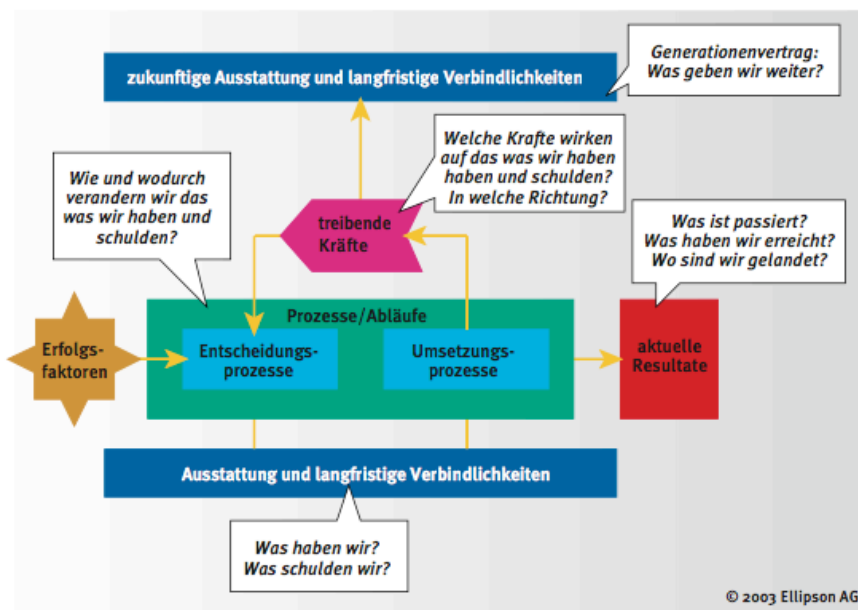 zukunftige Ausstattung und langfristige Verbindlichkeiten
Generationenvertrag:
Was geben wir weiter?
Welche Krafte wirken
auf das was wir haben
haben und schulden?
In welche Richtung?
Wie und wodurch
verandern wir das
was wir haben und
schulden?
treibende
Kräfte
Was ist passiert?
Was haben wir erreicht?
Wo sind wir gelandet?
Prozesse/Abläufe
Erfolgs-
faktoren
Entscheidungs-
prozesse
Umsetzungs-
prozesse
aktuelle
Resultate
Ausstattung und langfristige Verbindlichkeiten
Was haben wir?
Was schulden wir?
© 2003 Ellipson AG